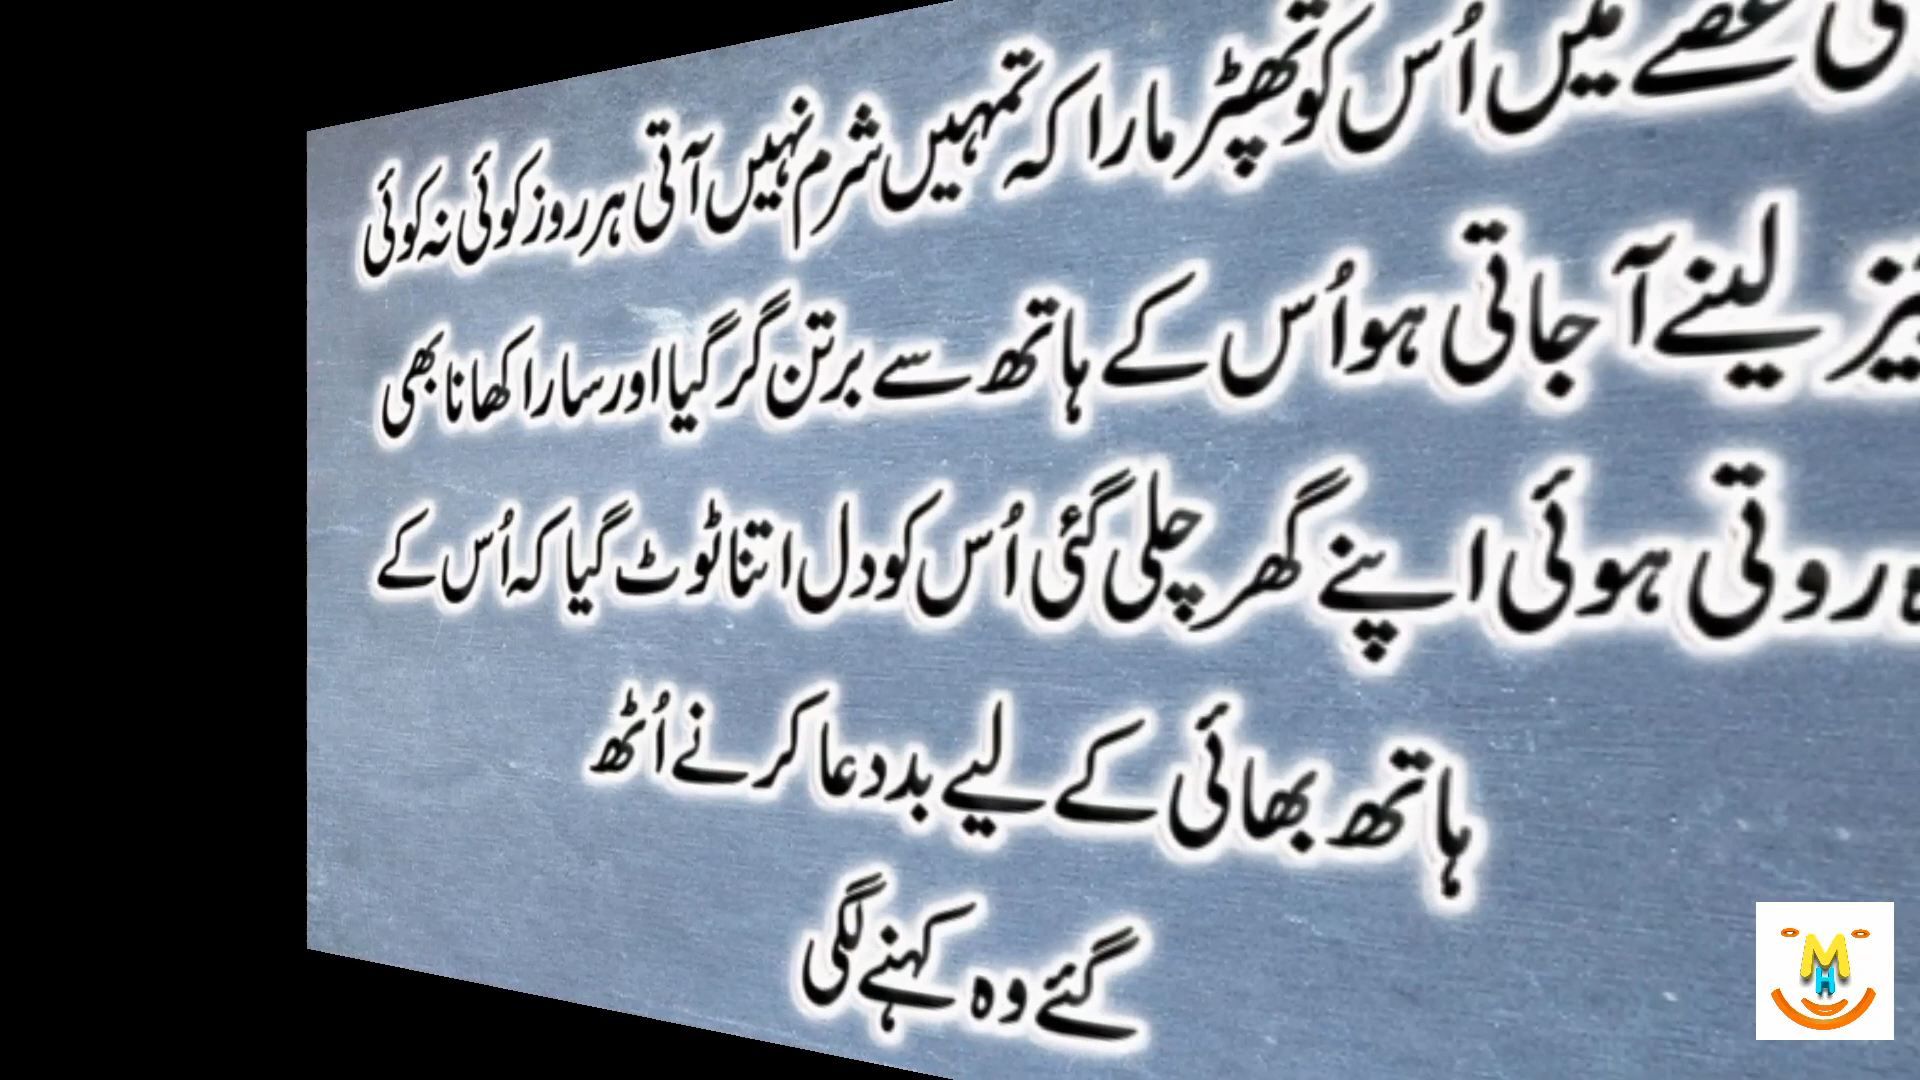 غصے میں اُس کو تھپڑ مارا کہ تمہیں شرم نہیں آتی ہر روز کوئی نہ کوئی
لینے آ جاتی ہو اُس کے ہاتھ سے برتن گر گیا اور سارا کھانا بھی
روتی ہوئی اپنے گھر چلی گئی اُس کو دل اتنا ٹوٹ گیا کہ اُس کے
ہاتھ بھائی کے لیے بددعا کرنے اُٹھ
گئے وہ کہنے لگی
M
H